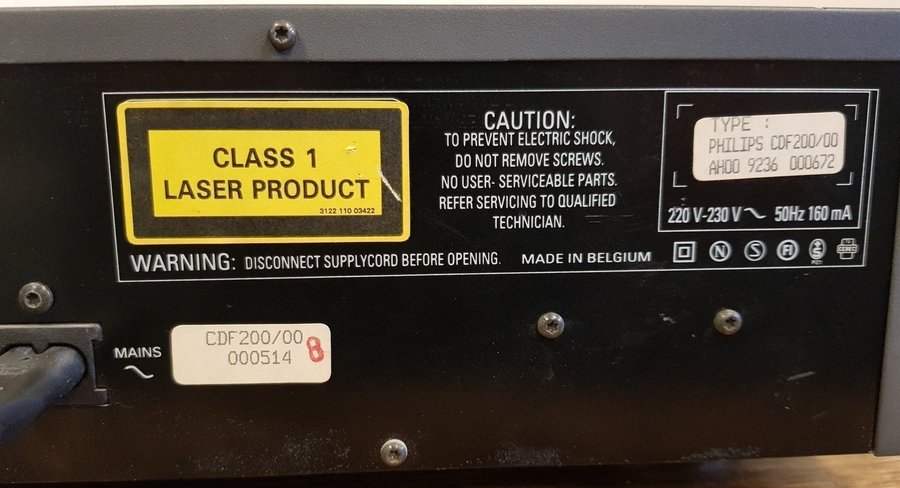 CLASS 1
LASER PRODUCT
3122 110 03422
CAUTION:
TO PREVENT ELECTRIC SHOCK,
DO NOT REMOVE SCREWS.
NO USER- SERVICEABLE PARTS.
REFER SERVICING TO QUALIFIED
TECHNICIAN.
TYPE :
PHILIPS CDF200/00
AH00 9236 000672
220 V-230 V 50Hz 160 mA
WARNING: DISCONNECT SUPPLYCORD BEFORE OPENING. MADE IN BELGIUM
N S FI
MAINS
CDF200/00
000514 8